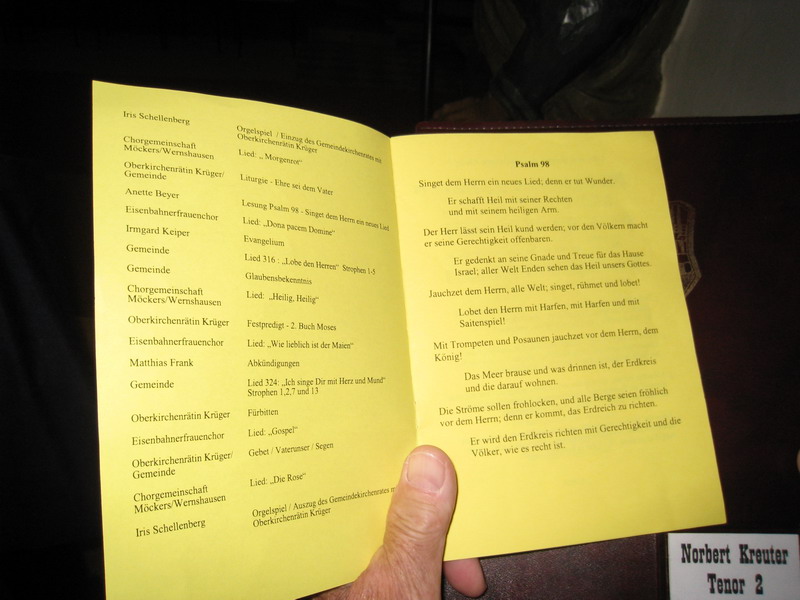 Iris Schellenberg
Orgelspiel / Einzug des Gemeindekirchenrates mit
Oberkirchenrätin Krüger
Chorgemeinschaft
Möckers/Wernshausen
Lied: „ Morgenrot"
Oberkirchenrätin Krüger/
Gemeinde
Liturgie - Ehre sei dem Vater
Anette Beyer
Lesung Psalm 98 - Singet dem Herrn ein neues Lied
Eisenbahnerfrauenchor
Lied: „Dona pacem Domine"
Irmgard Keiper
Evangelium
Gemeinde
Lied 316 : „Lobe den Herren" Strophen 1-5
Gemeinde
Glaubensbekenntnis
Chorgemeinschaft
Möckers/Wernshausen
Lied: „Heilig, Heilig"
Oberkirchenrätin Krüger
Festpredigt - 2. Buch Moses
Eisenbahnerfrauenchor
Lied: „Wie lieblich ist der Maien"
Matthias Frank
Abkündigungen
Gemeinde
Lied 324: „Ich singe Dir mit Herz und Mund"
Strophen 1,2,7 und 13
Oberkirchenrätin Krüger
Fürbitten
Eisenbahnerfrauenchor
Lied: „Gospel"
Oberkirchenrätin Krüger/
Gemeinde
Gebet / Vaterunser / Segen
Chorgemeinschaft
Möckers/Wernshausen
Lied: „Die Rose"
Iris Schellenberg
Orgelspiel / Auszug des Gemeindekirchenrates
Oberkirchenrätin Krüger
Psalm 98
Singet dem Herrn ein neues Lied; denn er tut Wunder.
Er schafft Heil mit seiner Rechten
und mit seinem heiligen Arm.
Der Herr lässt sein Heil kund werden; vor den Völkern macht
er seine Gerechtigkeit offenbaren.
Er gedenkt an seine Gnade und Treue für das Hause
Israel; aller Welt Enden sehen das Heil unsers Gottes.
Jauchzet dem Herrn, alle Welt; singet, rühmet und lobet!
Lobet den Herrn mit Harfen, mit Harfen und mit
Saitenspiel!
Mit Trompeten und Posaunen jauchzet vor dem Herrn, dem
König!
Das Meer brause und was drinnen ist, der Erdkreis
und die darauf wohnen.
Die Ströme sollen frohlocken, und alle Berge seien fröhlich
vor dem Herrn; denn er kommt, das Erdreich zu richten.
Er wird den Erdkreis richten mit Gerechtigkeit und die
Völker, wie es recht ist.
Norbert Kreuter
Tenor 2